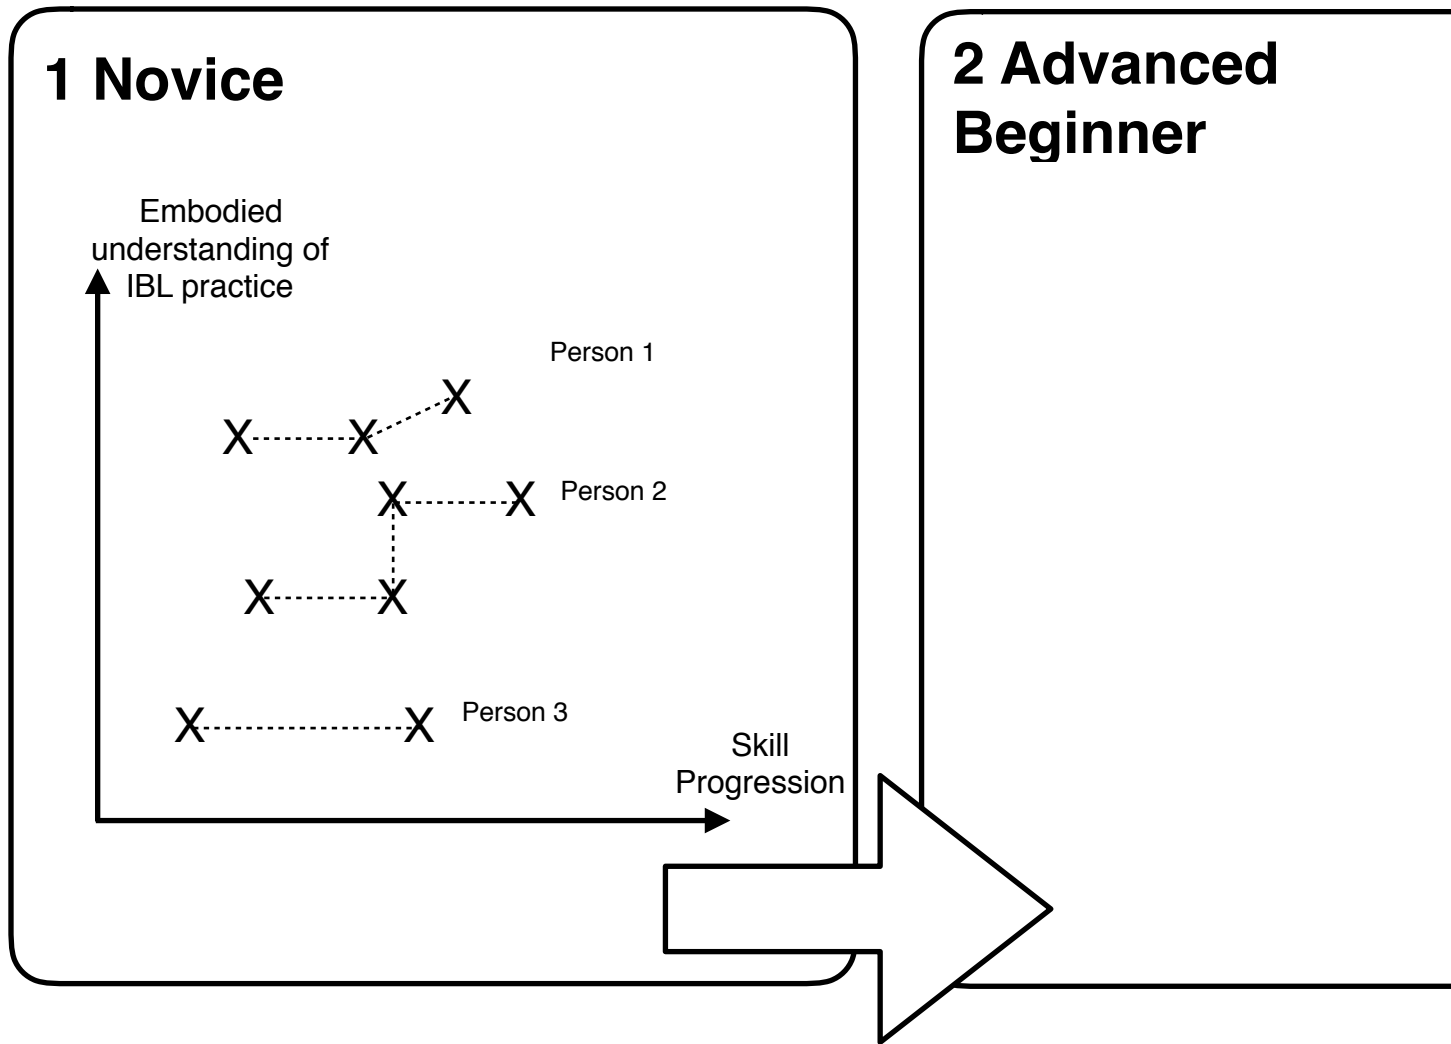 1 Novice
2 Advanced
Beginner
Embodied
understanding of
IBL practice
Person 1
X
X
X
X
X
Person 2
X
X
X
X
Person 3
Skill
Progression